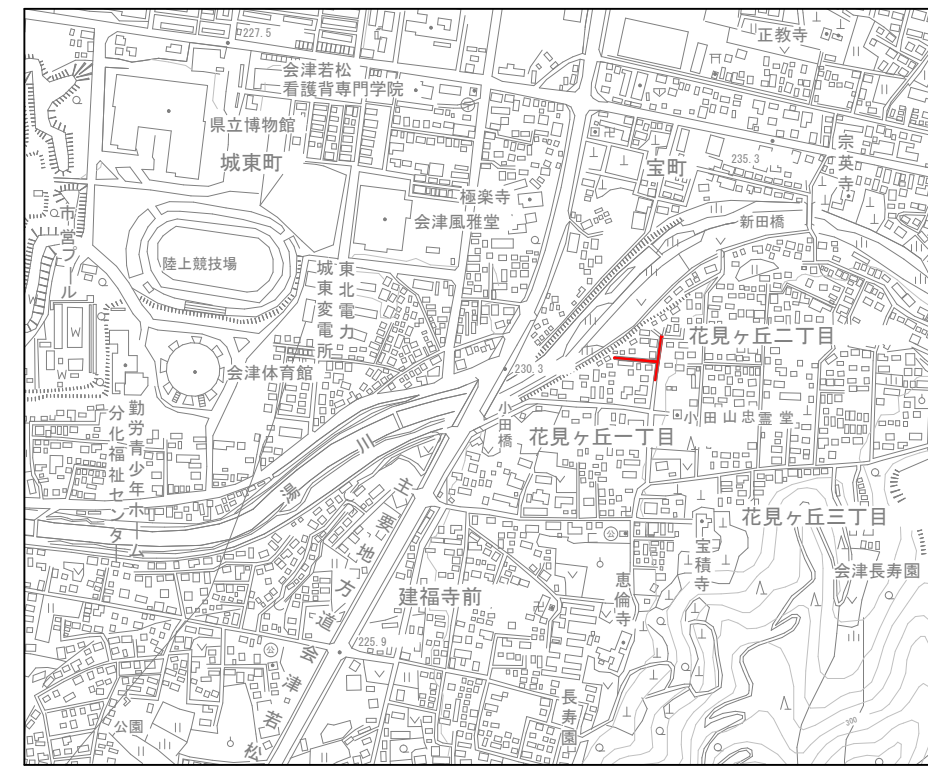 227.5
正教寺
会津若松
看護背専門学院
県立博物館
城東町
宝町
235.3
宗英寺
極楽寺
会津風雅堂
新田橋
市営プール
陸上競技場
東北電力
城東変電所
W
W
花見ヶ丘二丁目
230.3
会津体育館
小田橋
小田山忠霊堂
花見ヶ丘一丁目
勤労青少年ホーム
分化福祉センター
湯川
花見ヶ丘三丁目
主要地方道会津若松
公
宝積寺
恵倫寺
会津長寿園
建福寺前
225.9
公
長寿園
公園
300